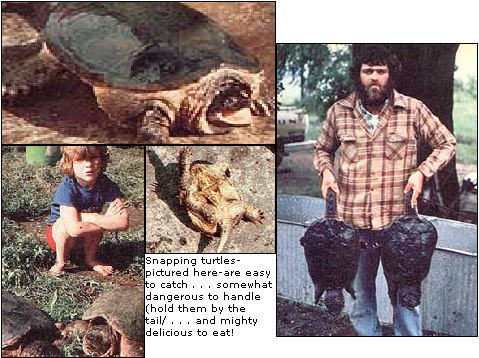 Snapping turtles-
pictured here-are easy
to catch . . . somewhat
dangerous to handle
(hold them by the
tail/ . . . and mighty
delicious to eat!